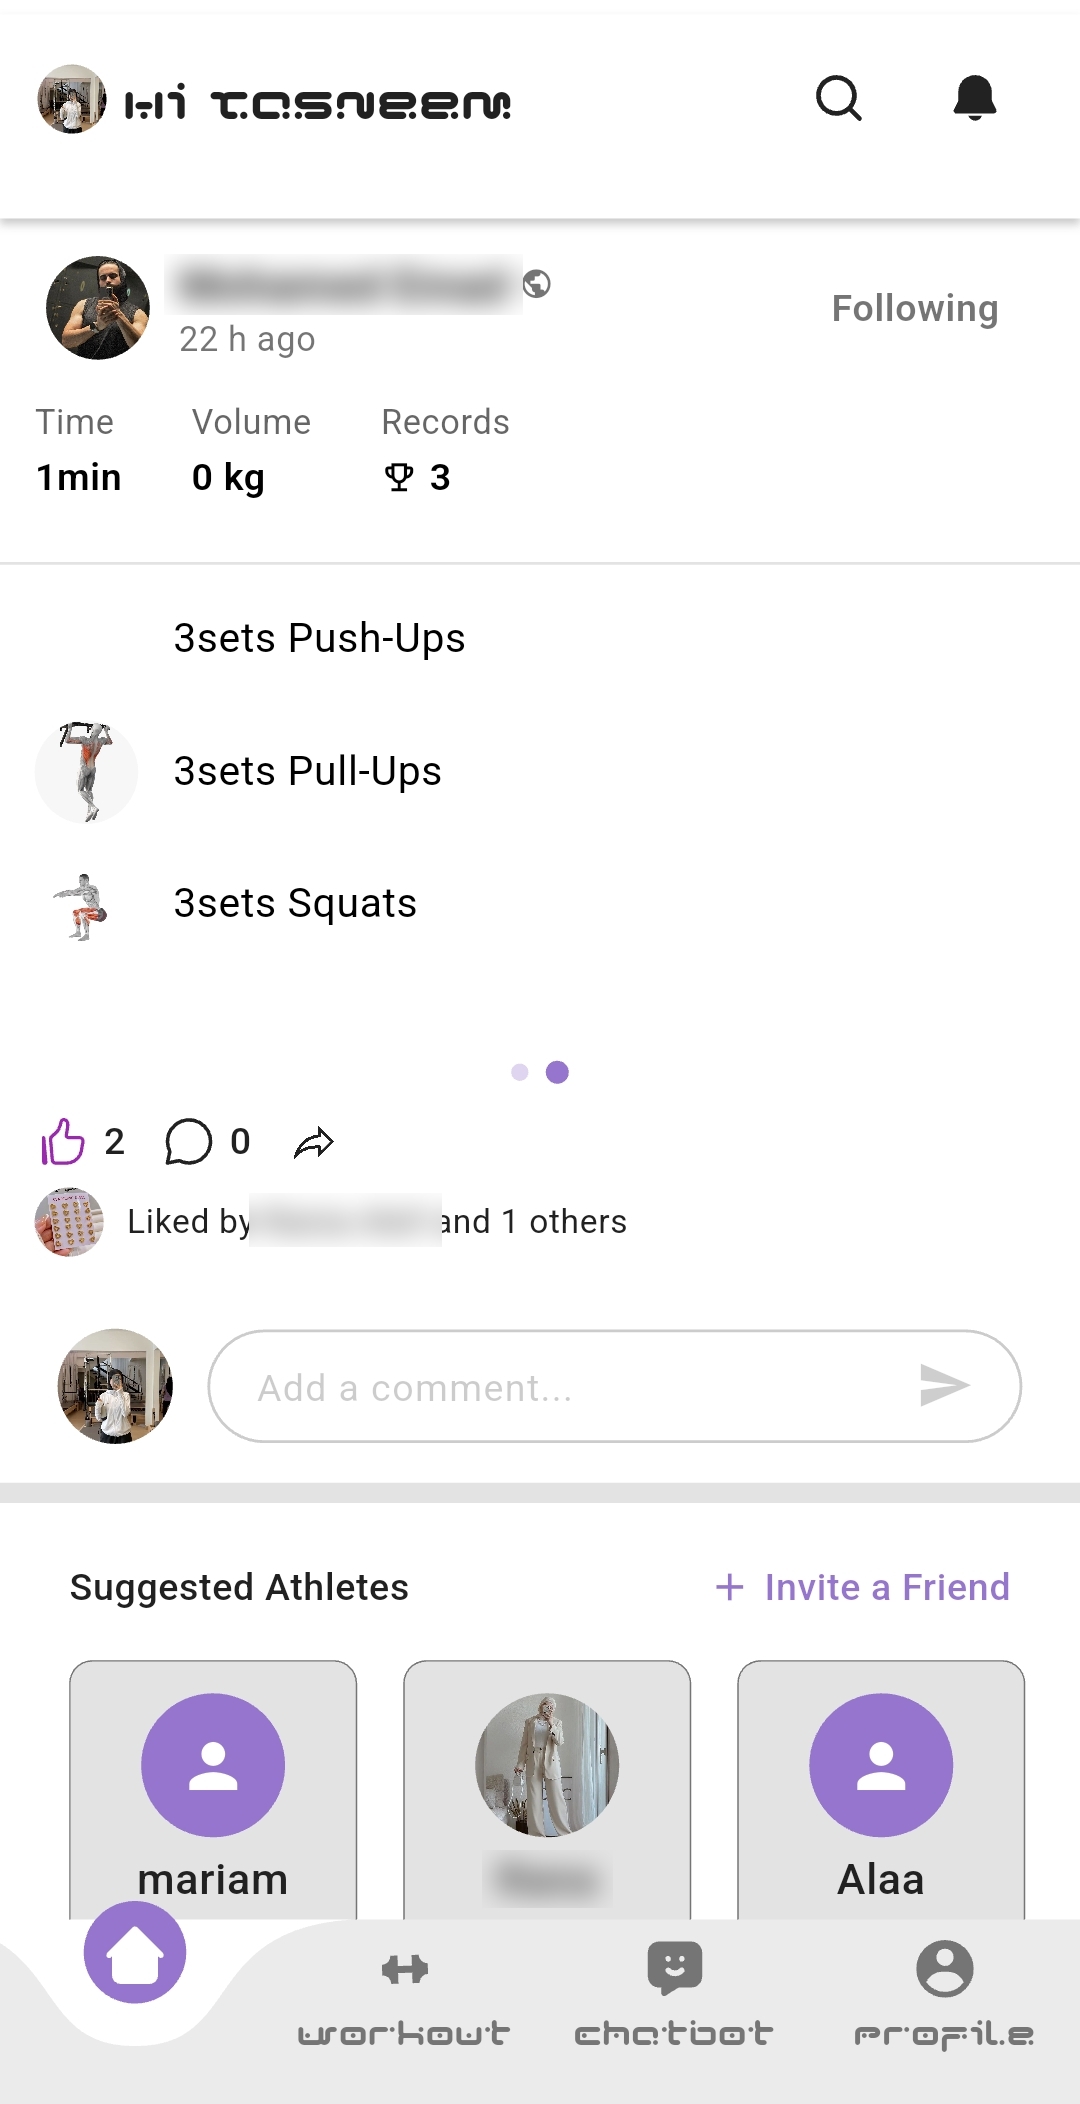 Hi Tasneem
22 h ago
Following
Time Volume Records
1min 0 kg 3
3sets Push-Ups
3sets Pull-Ups
3sets Squats
2 0
Liked by and 1 others
Add a comment...
Suggested Athletes + Invite a Friend
mariam Alaa
workout chatbot profile